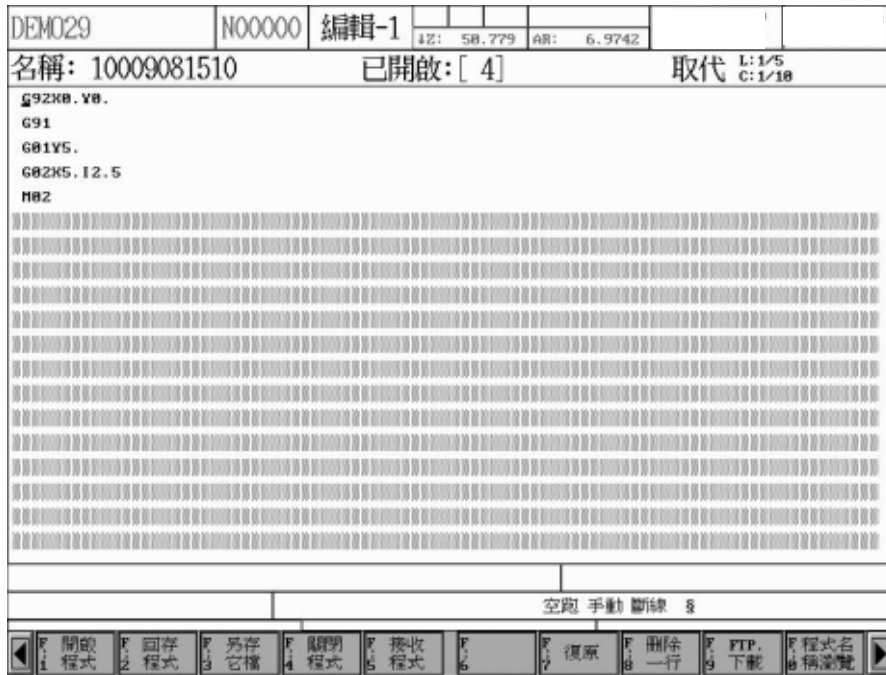 DEMO29 N00000 編輯-1 ↓Z: 50.779 AR: 6.9742
名稱: 10009081510 已開啟:[ 4] 取代 L:1/5
C:1/10
G92X0.Y0.
G91
G01Y5.
G02X5.I2.5
M02
空跑 手動 斷線 §
F1 開啟程式 F2 回存程式 F3 另存它檔 F4 關閉程式 F5 接收程式 F6 F7 復原 F8 刪除一行 F9 FTP.下載 F0 程式名稱瀏覽